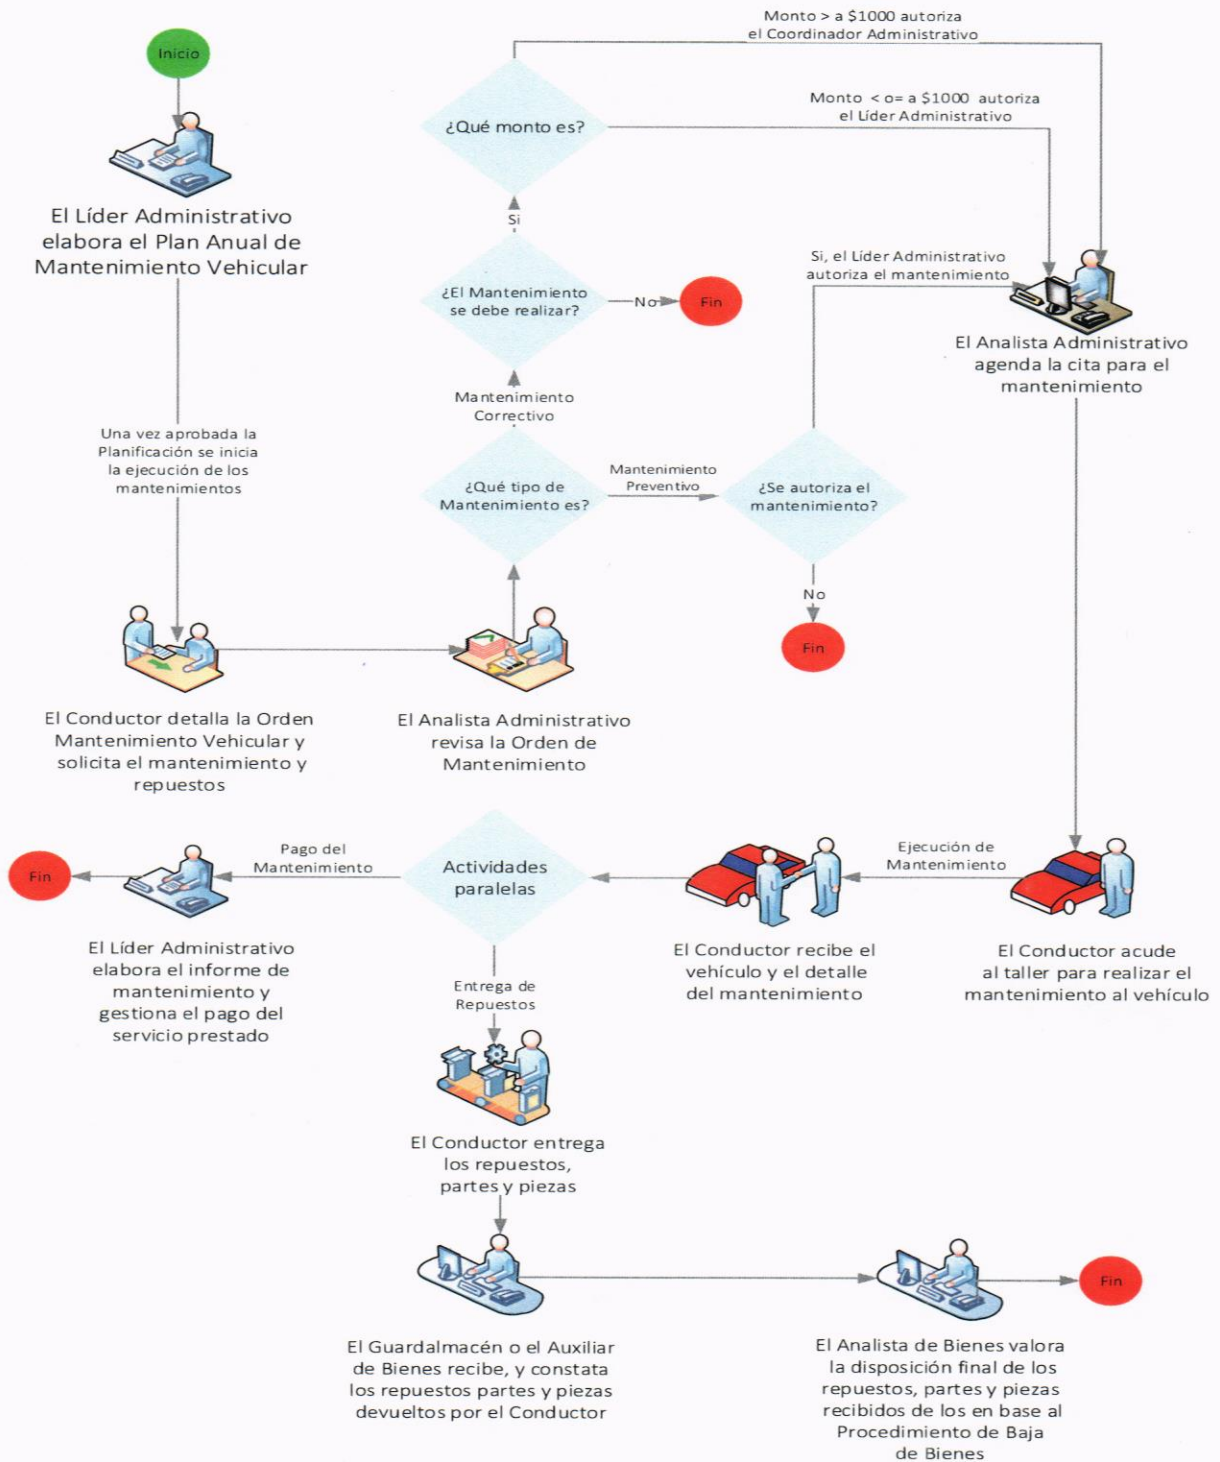 Inicio
El Líder Administrativo
elabora el Plan Anual de
Mantenimiento Vehicular
Una vez aprobada la
Planificación se inicia
la ejecución de los
mantenimientos
El Conductor detalla la Orden
Mantenimiento Vehicular y
solicita el mantenimiento y
repuestos
El Analista Administrativo
revisa la Orden de
Mantenimiento
¿Qué tipo de
Mantenimiento es?
Mantenimiento
Correctivo
¿El Mantenimiento
se debe realizar?
No
Fin
Si
¿Qué monto es?
Monto > a $1000 autoriza
el Coordinador Administrativo
Monto < o= a $1000 autoriza
el Líder Administrativo
Mantenimiento
Preventivo
¿Se autoriza el
mantenimiento?
No
Fin
Si, el Líder Administrativo
autoriza el mantenimiento
El Analista Administrativo
agenda la cita para el
mantenimiento
El Conductor acude
al taller para realizar el
mantenimiento al vehículo
Ejecución de
Mantenimiento
El Conductor recibe el
vehículo y el detalle
del mantenimiento
Actividades
paralelas
Pago del
Mantenimiento
El Líder Administrativo
elabora el informe de
mantenimiento y
gestiona el pago del
servicio prestado
Fin
Entrega de
Repuestos
El Conductor entrega
los repuestos,
partes y piezas
El Guardalmacén o el Auxiliar
de Bienes recibe, y constata
los repuestos partes y piezas
devueltos por el Conductor
El Analista de Bienes valora
la disposición final de los
repuestos, partes y piezas
recibidos de los en base al
Procedimiento de Baja
de Bienes
Fin